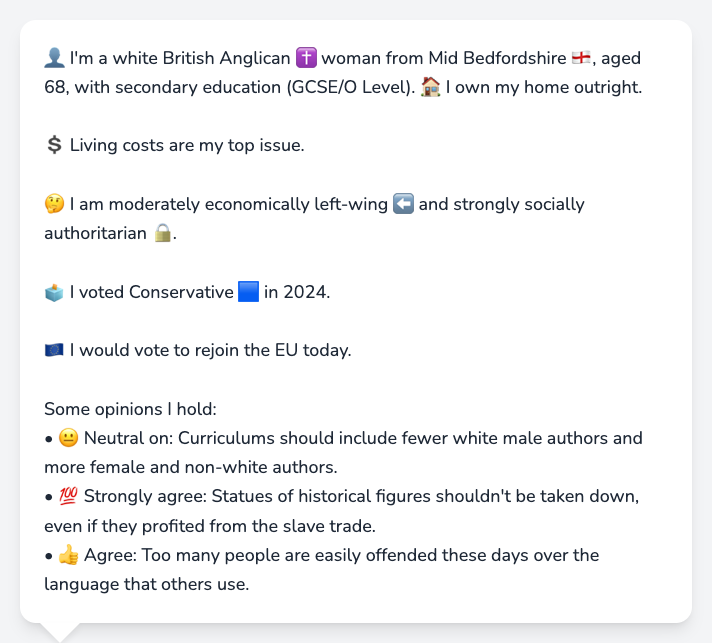 👤 I'm a white British Anglican ✝️ woman from Mid Bedfordshire 🏴󠁧󠁢󠁥󠁮󠁧󠁿, aged
68, with secondary education (GCSE/O Level). 🏠 I own my home outright.
💲 Living costs are my top issue.
🤔 I am moderately economically left-wing ⬅️ and strongly socially
authoritarian 🔒.
🗳️ I voted Conservative 🟦 in 2024.
🇪🇺 I would vote to rejoin the EU today.
Some opinions I hold:
• 😐 Neutral on: Curriculums should include fewer white male authors and
more female and non-white authors.
• 💯 Strongly agree: Statues of historical figures shouldn't be taken down,
even if they profited from the slave trade.
• 👍 Agree: Too many people are easily offended these days over the
language that others use.